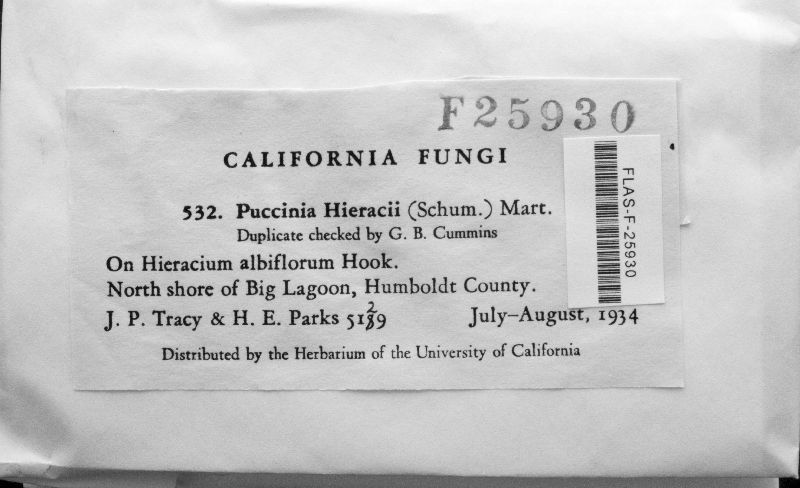 F25930
CALIFORNIA FUNGI
532. Puccinia Hieracii (Schum.) Mart.
Duplicate checked by G. B. Cummins
On Hieracium albiflorum Hook.
North shore of Big Lagoon, Humboldt County.
J. P. Tracy & H. E. Parks 5129
July–August, 1934
Distributed by the Herbarium of the University of California
FLAS-F-25930